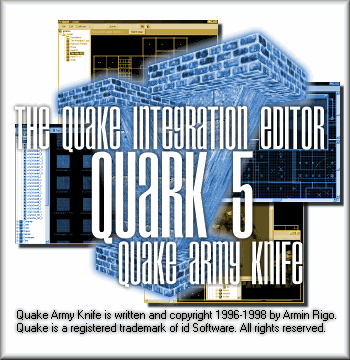 THE QUAKE INTEGRATION EDITOR
QUARK 5
QUAKE ARMY KNIFE
Quake Army Knife is written and copyright 1996-1998 by Armin Rigo.
Quake is a registered trademark of id Software. All rights reserved.